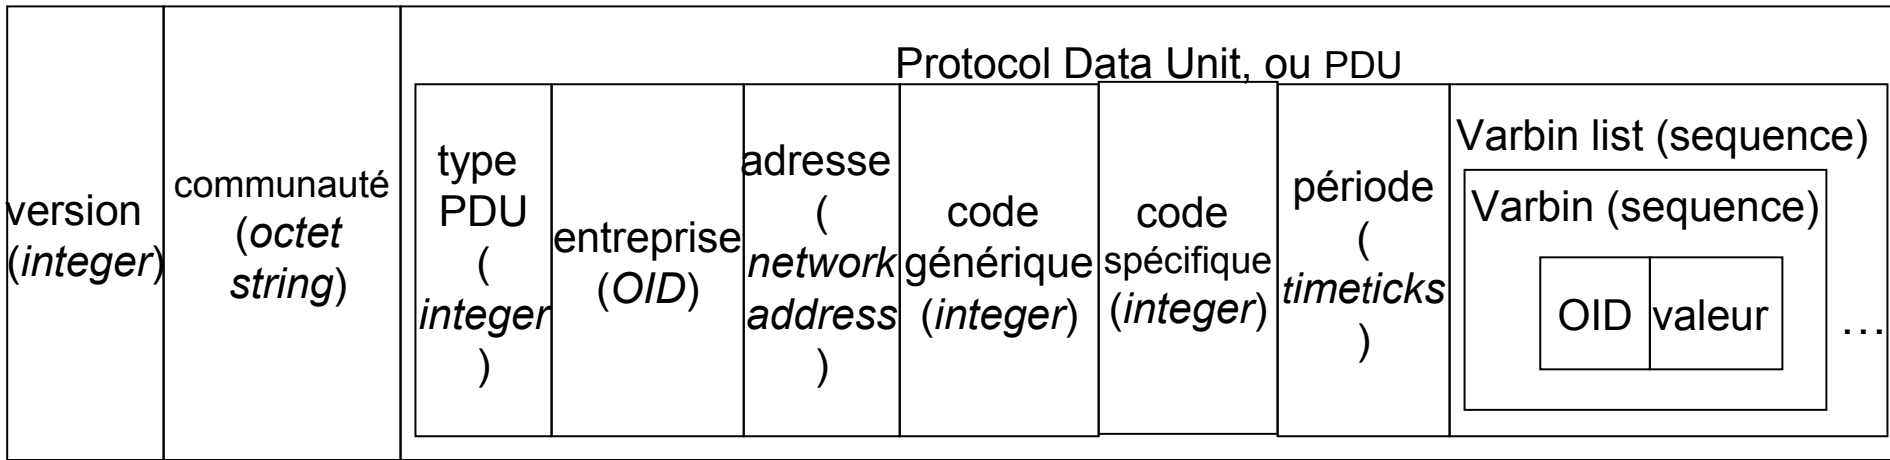 Protocol Data Unit, ou PDU
version
(integer)
communauté
(octet
string)
type
PDU
(
integer
)
entreprise
(OID)
adresse
(
network
address
)
code
générique
(integer)
code
spécifique
(integer)
période
(
timeticks
)
Varbin list (sequence)
Varbin (sequence)
OID valeur
…